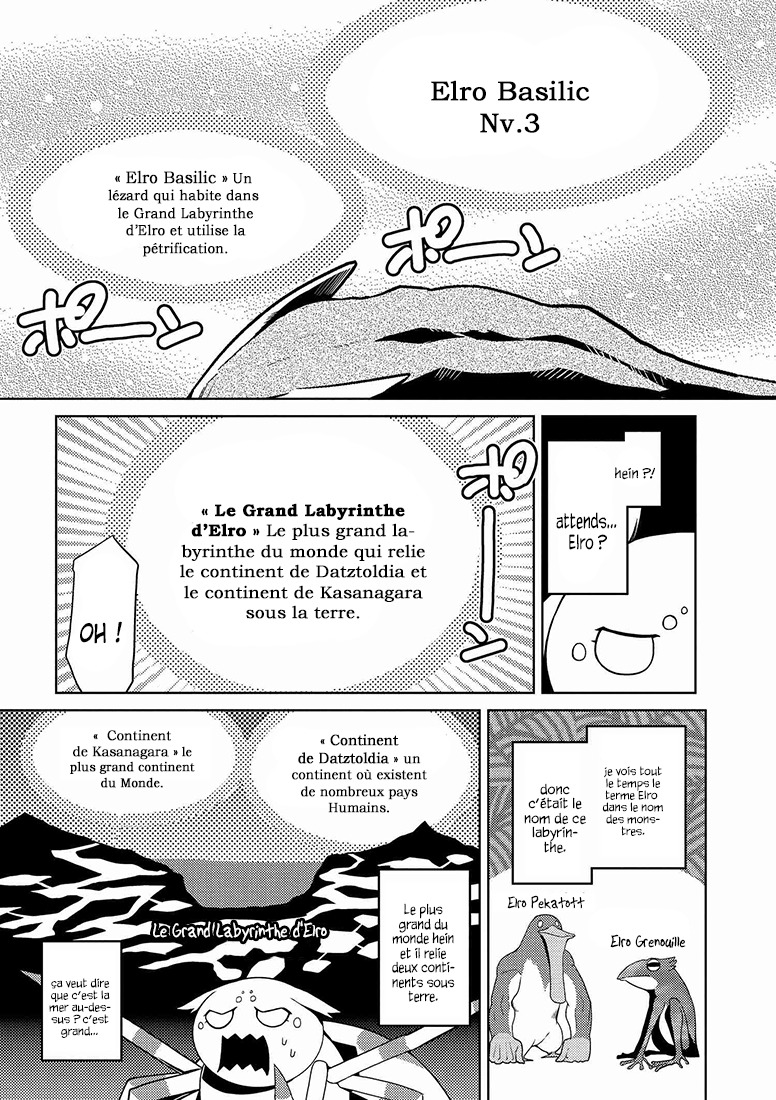 Elro Basilic
Nv.3
« Elro Basilic » Un
lézard qui habite dans
le Grand Labyrinthe
d'Elro et utilise la
pétrification.
ポーン
ポーン
hein ?!
attends...
Elro ?
« Le Grand Labyrinthe
d'Elro » Le plus grand la-
byrinthe du monde qui relie
le continent de Datztoldia et
le continent de Kasanagara
sous la terre.
ポーン
OH !
« Continent
de Kasanagara » le
plus grand continent
du Monde.
« Continent
de Datztoldia » un
continent où existent
de nombreux pays
Humains.
Le Grand Labyrinthe d'Elro
Le plus
grand du
monde hein
et il relie
deux conti-
nents sous
terre.
ça veut dire
que c'est la
mer au-des-
sus ? c'est
grand...
je vois tout
le temps le
terme Elro
dans le nom
des mons-
tres.
donc
c'était le
nom de ce
labyrin-
the.
Elro Pekatott
Elro Grenouille